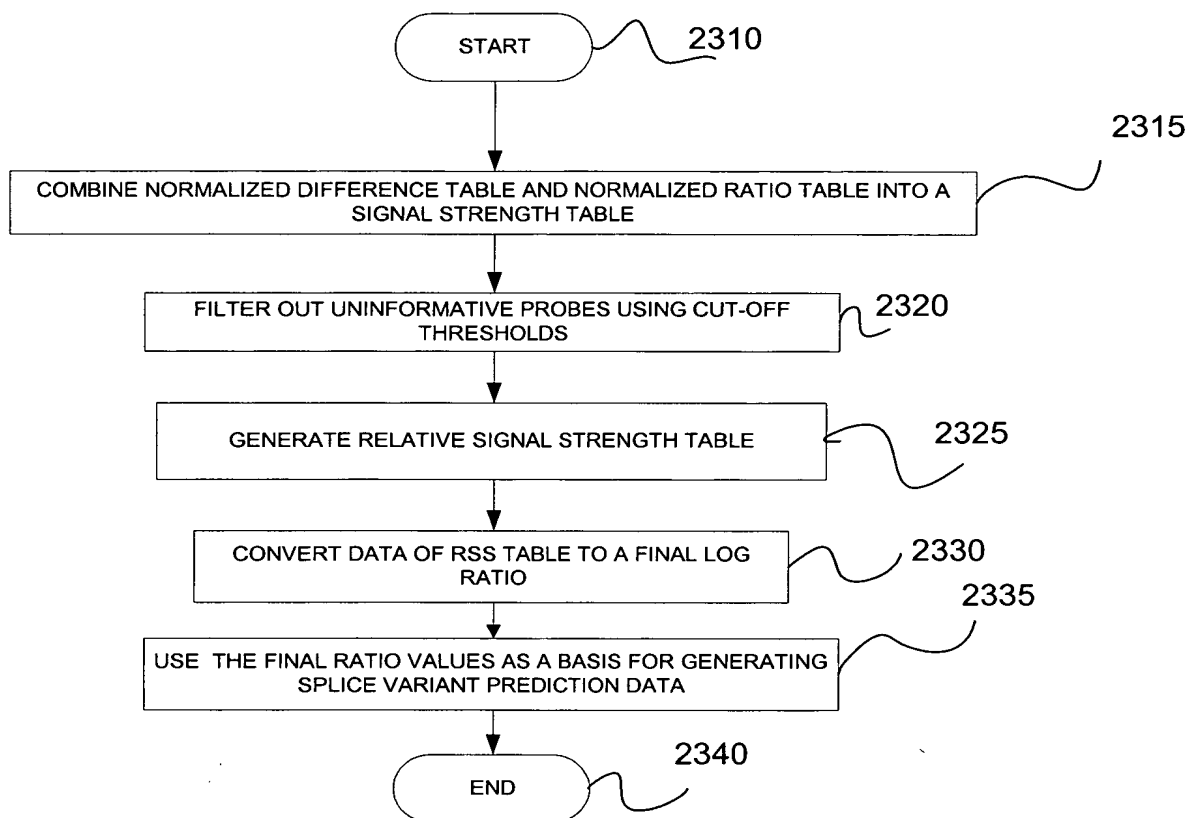 START
2310
2315
COMBINE NORMALIZED DIFFERENCE TABLE AND NORMALIZED RATIO TABLE INTO A
SIGNAL STRENGTH TABLE
FILTER OUT UNINFORMATIVE PROBES USING CUT-OFF
THRESHOLDS
2320
GENERATE RELATIVE SIGNAL STRENGTH TABLE
2325
CONVERT DATA OF RSS TABLE TO A FINAL LOG
RATIO
2330
2335
USE THE FINAL RATIO VALUES AS A BASIS FOR GENERATING
SPLICE VARIANT PREDICTION DATA
END
2340